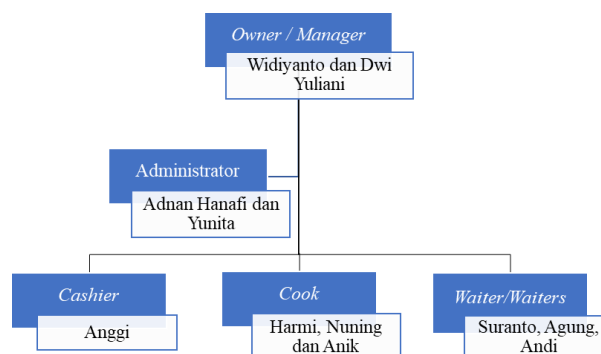 Owner / Manager
Widiyanto dan Dwi
Yuliani
Administrator
Adnan Hanafi dan
Yunita
Cashier
Anggi
Cook
Harmi, Nuning
dan Anik
Waiter/Waiters
Suranto, Agung,
Andi